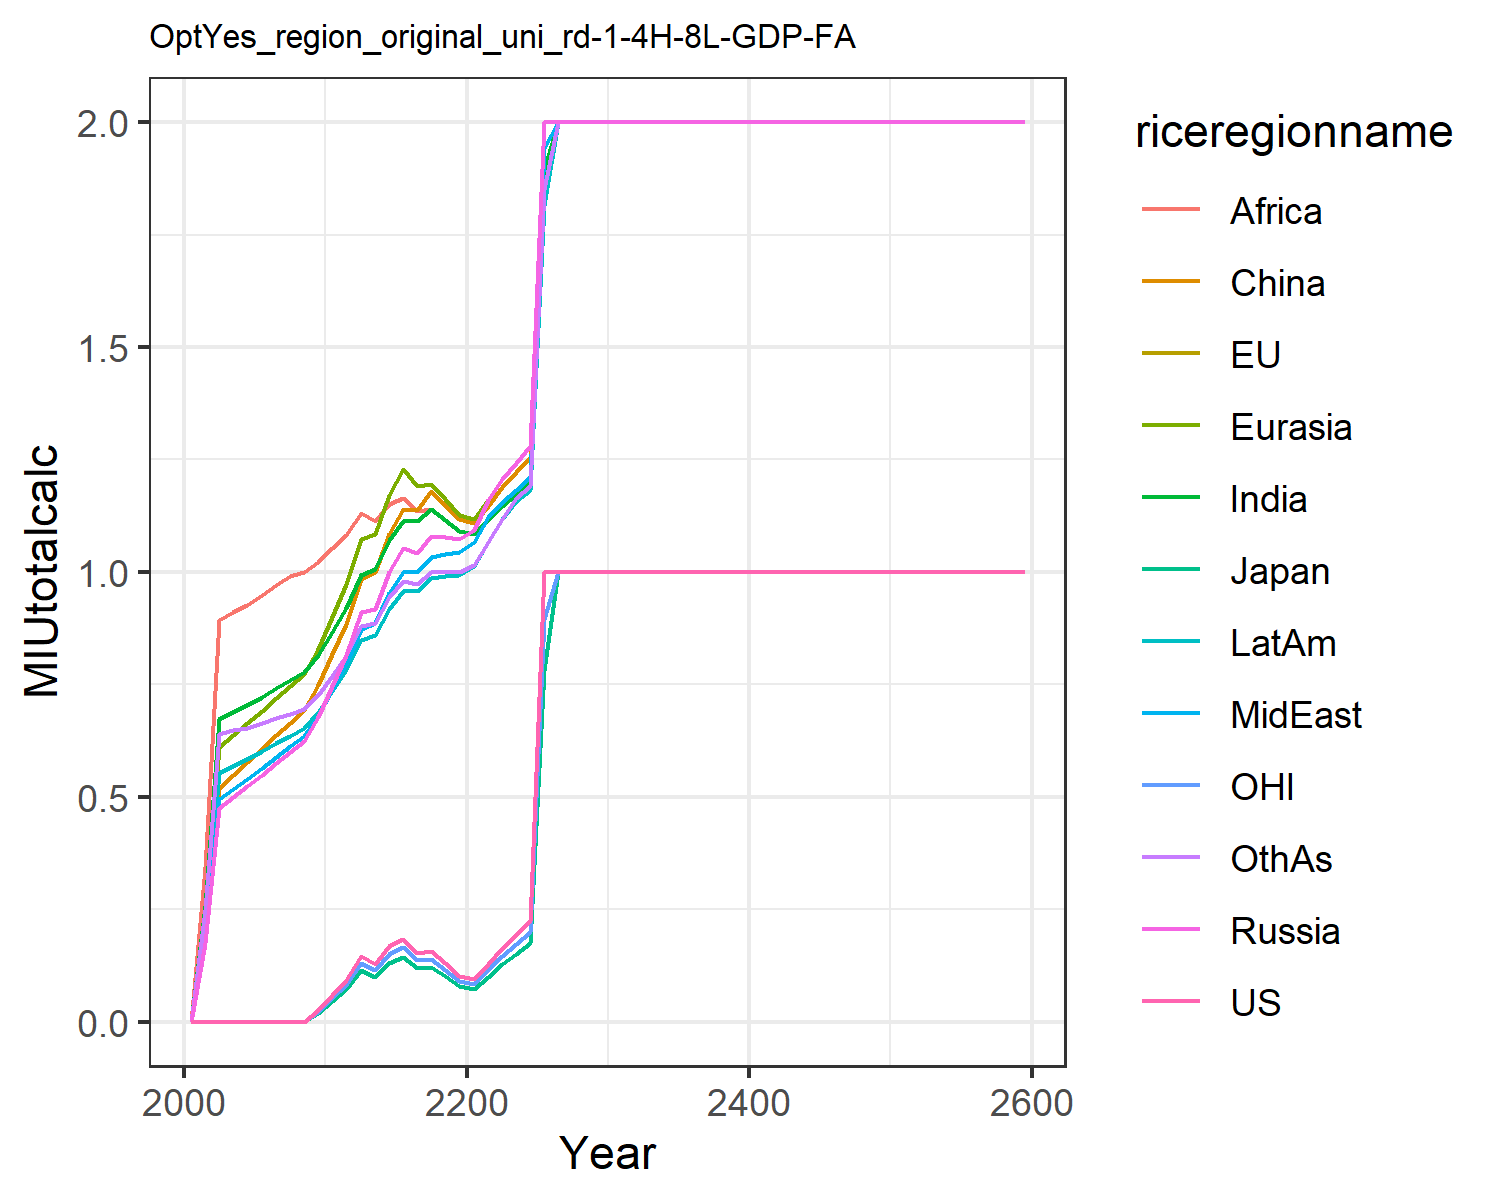 OptYes_region_original_uni_rd-1-4H-8L-GDP-FA
2.0
1.5
1.0
0.5
0.0
MIUtotalcalc
2000 2200 2400 2600
Year
riceregionname
Africa
China
EU
Eurasia
India
Japan
LatAm
MidEast
OHI
OthAs
Russia
US